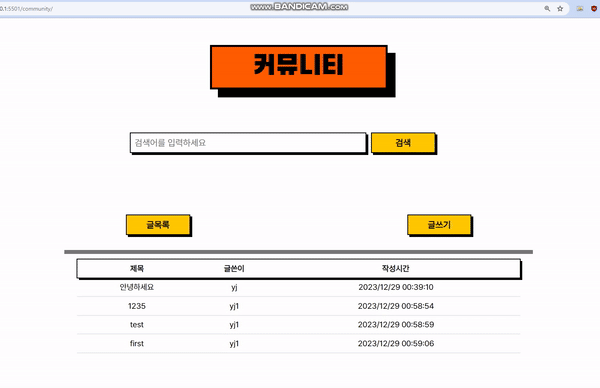 0.1:5501/community/
www.BANDICAM.com
커뮤니티
검색어를 입력하세요 검색
글목록 글쓰기
제목 글쓴이 작성시간
안녕하세요 yj 2023/12/29 00:39:10
1235 yj1 2023/12/29 00:58:54
test yj1 2023/12/29 00:58:59
first yj1 2023/12/29 00:59:06